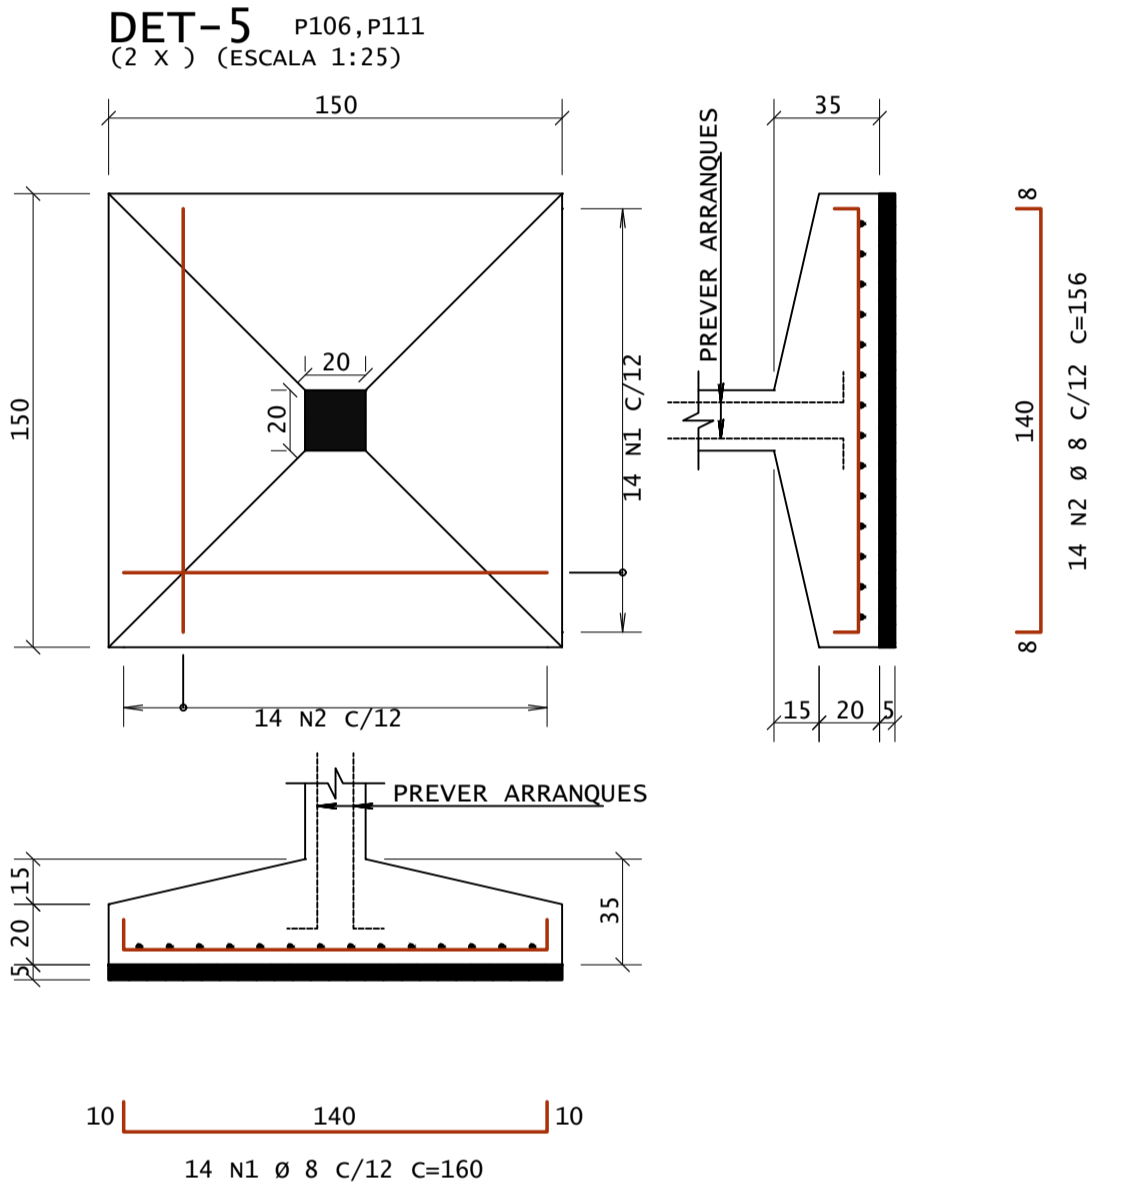 DET-5 P106,P111
(2 X ) (ESCALA 1:25)
150
150
20
20
14 N1 C/12
14 N2 C/12
PREVER ARRANQUES
35
15 20 5
8
140
8
14 N2 Ø 8 C/12 C=156
PREVER ARRANQUES
15
20
5
35
10 140 10
14 N1 Ø 8 C/12 C=160